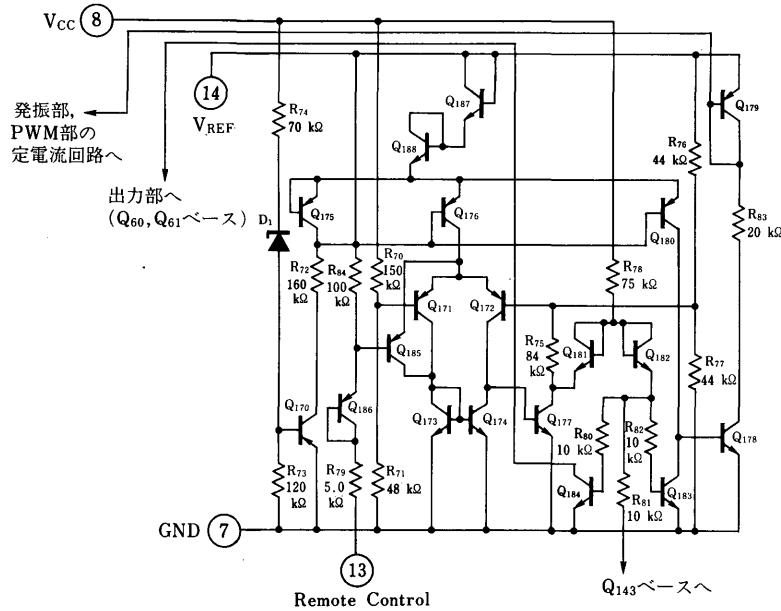 VCC 8
14
VREF
発振部,
PWM部の
定電流回路へ
出力部へ
(Q60, Q61ベース)
D1
R74
70 kΩ
Q187
Q188
Q179
R76
44 kΩ
Q175
Q176
Q180
R83
20 kΩ
R72
160
kΩ
R84
100
kΩ
R70
150
kΩ
Q171
Q172
R78
75 kΩ
Q185
R75
84
kΩ
Q181
Q182
R77
44 kΩ
Q170
Q186
Q173
Q174
Q177
R80
10 kΩ
R82
10
kΩ
Q178
R73
120
kΩ
R79
5.0
kΩ
R71
48 kΩ
Q184
R81
10 kΩ
Q183
GND 7
13
Remote Control
Q143ベースへ